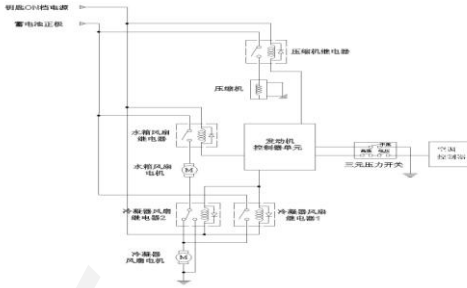 钥匙ON档电源
蓄电池正极
压缩机继电器
压缩机
水箱风扇
继电器
发动机
控制器单元
水箱风扇
电机
三元压力开关
空调
控制器
冷凝器风扇
继电器2
冷凝器风扇
继电器1
冷凝器
风扇电机
M
M